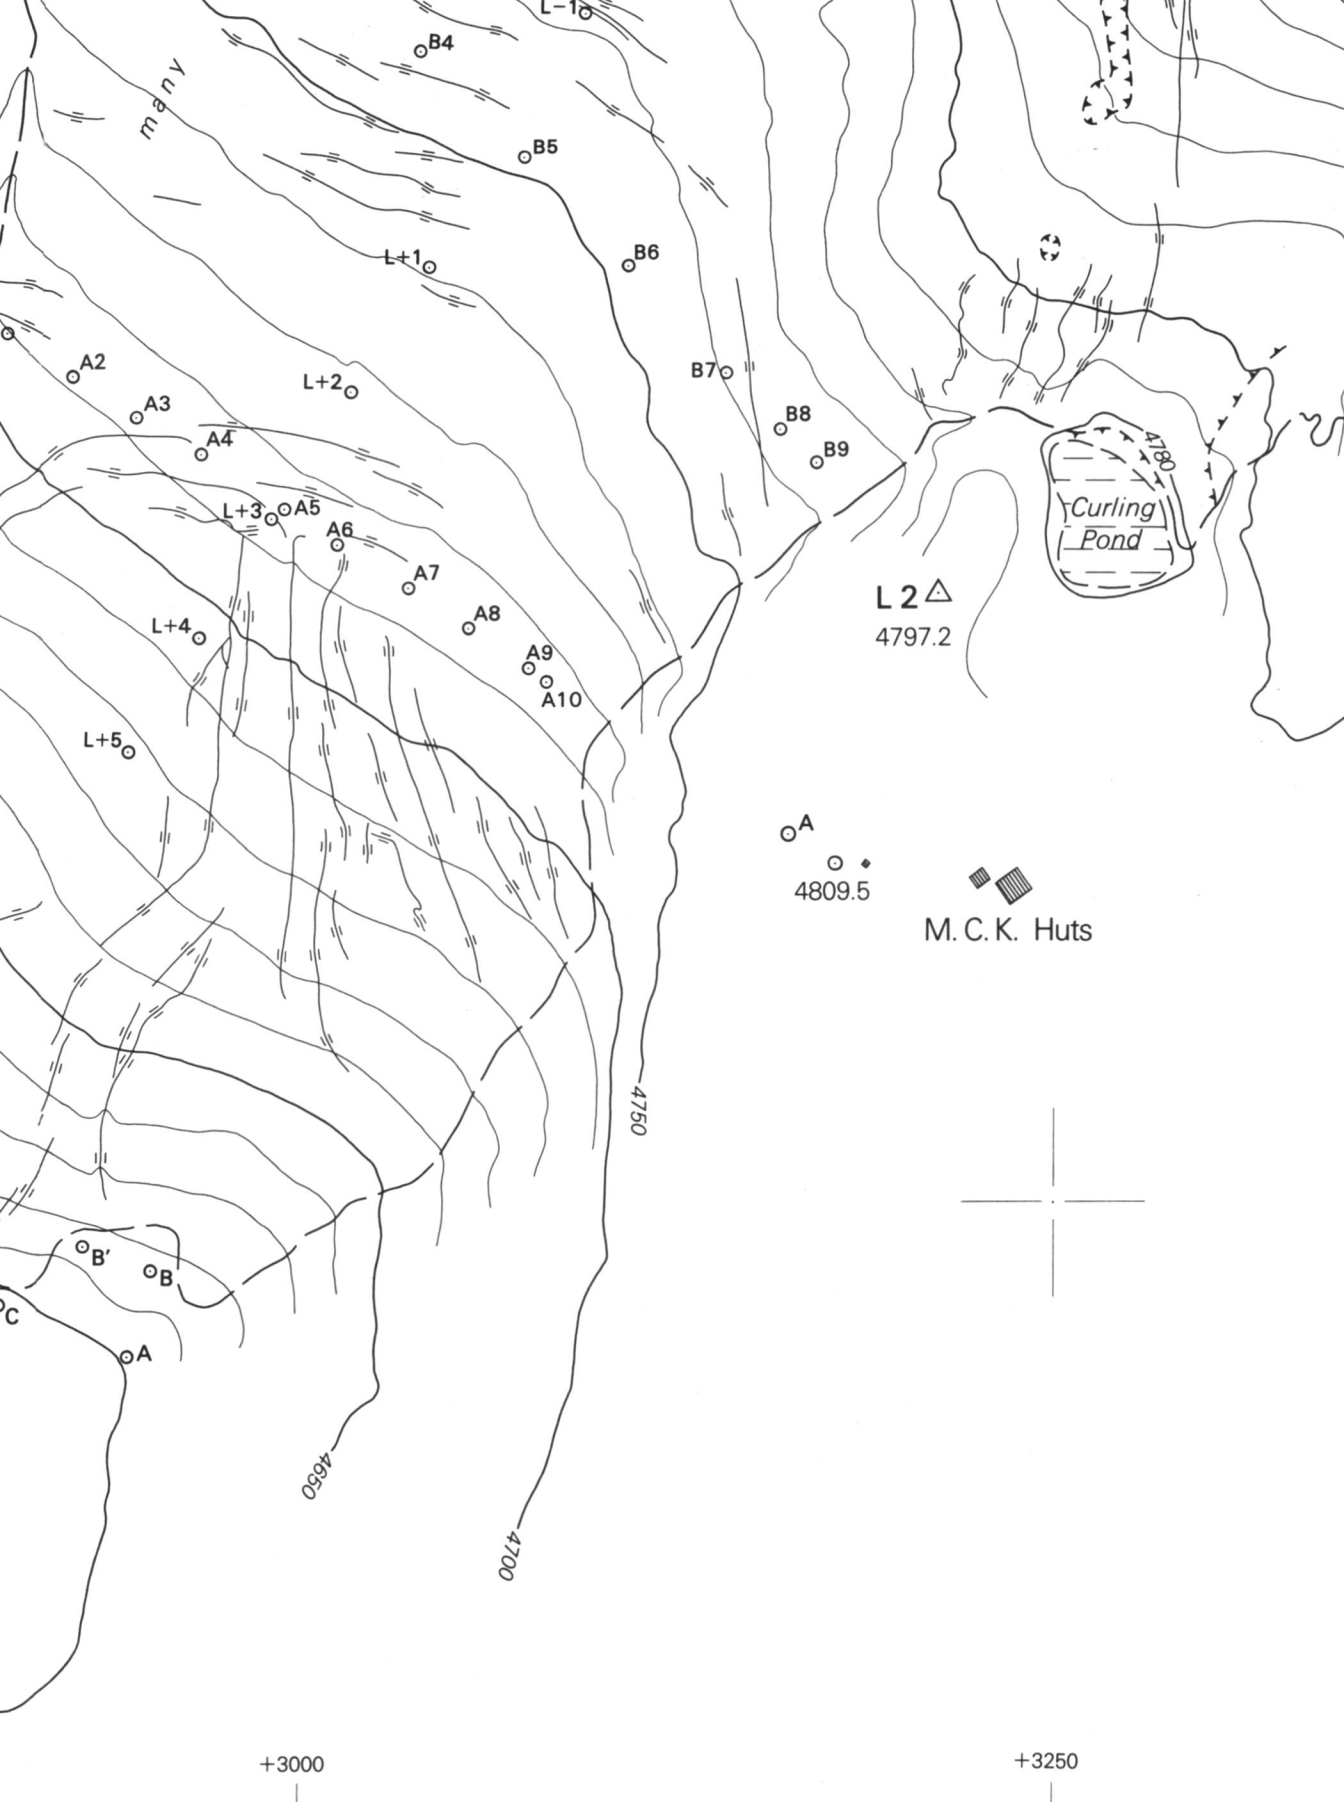 L-1
B4
many
B5
B6
L+1
A2
L+2
B7
A3
B8
A4
B9
4780
L+3
A5
Curling
A6
Pond
A7
L 2
A8
L+4
4797.2
A9
A10
L+5
A
4809.5
M. C. K. Huts
4750
B'
B
C
A
4650
4700
+3000
+3250